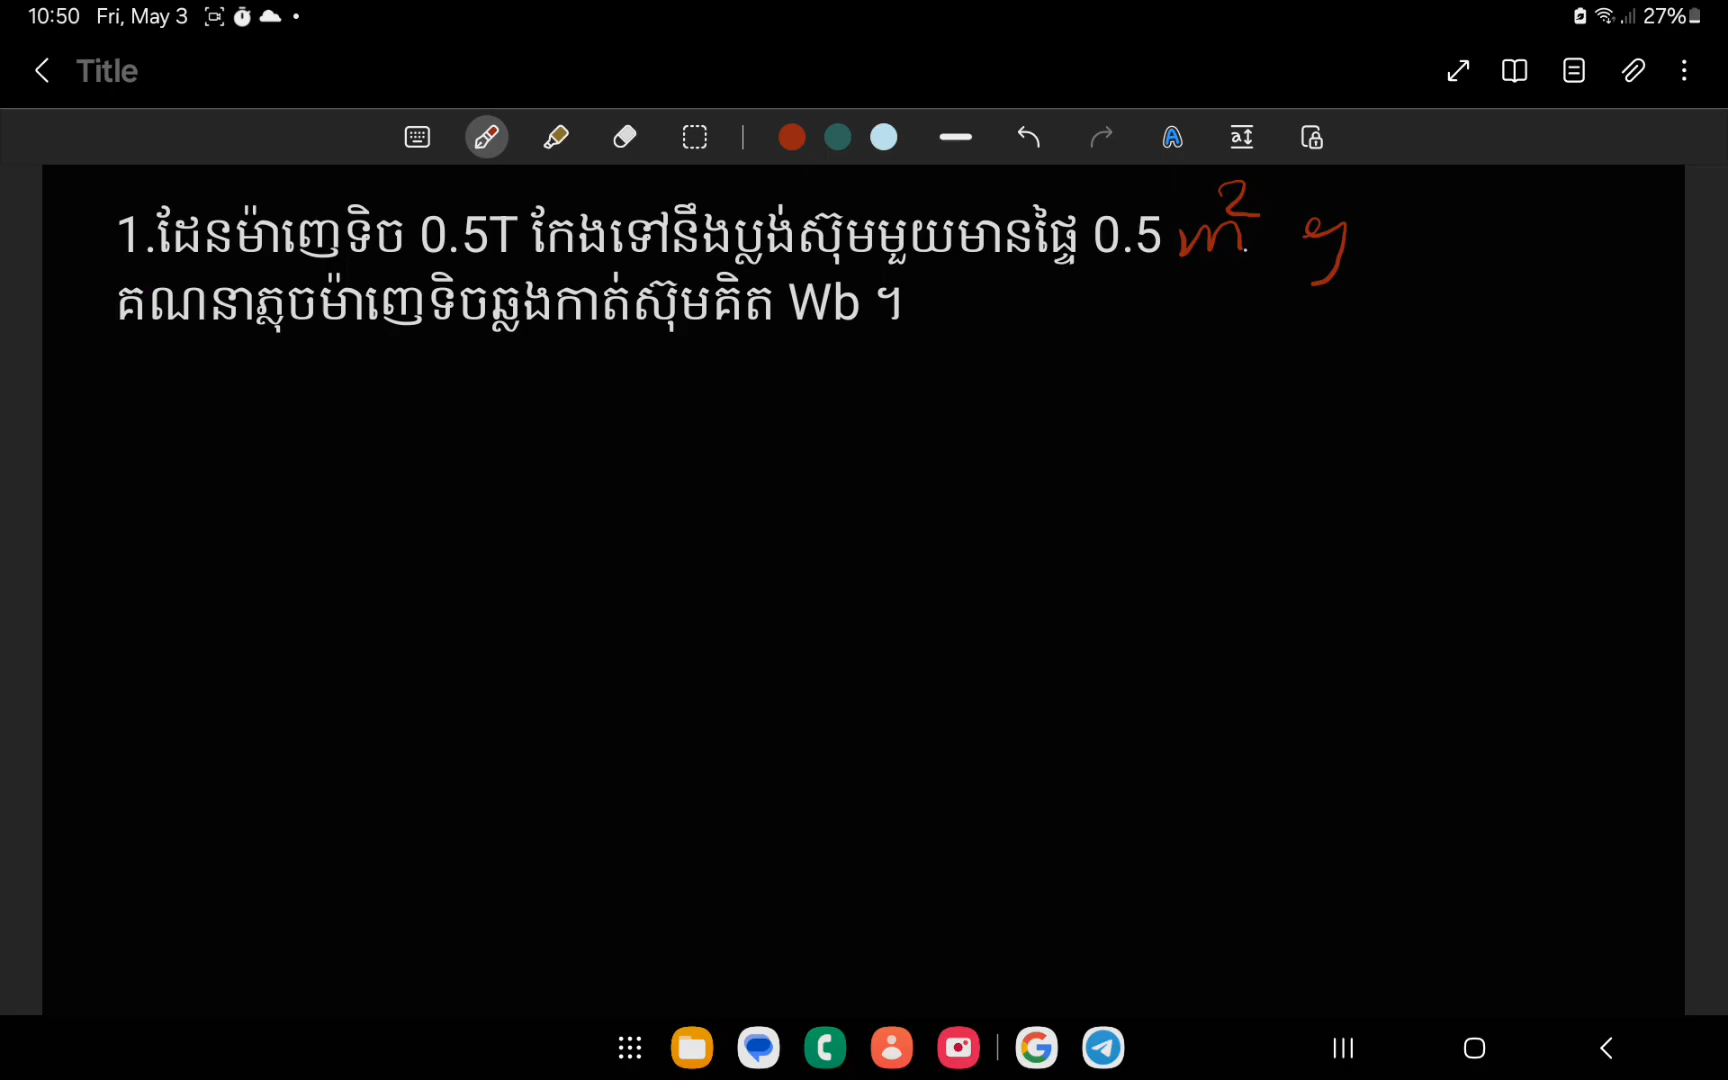 10:50 Fri, May 3 27%
Title
1.ដែនម៉ាញេទិច 0.5T កែងទៅនឹងប្លង់ស៊ុមមួយមានផ្ទៃ 0.5 m² ។
គណនាភ្លុចម៉ាញេទិចឆ្លងកាត់ស៊ុមគិត Wb ។